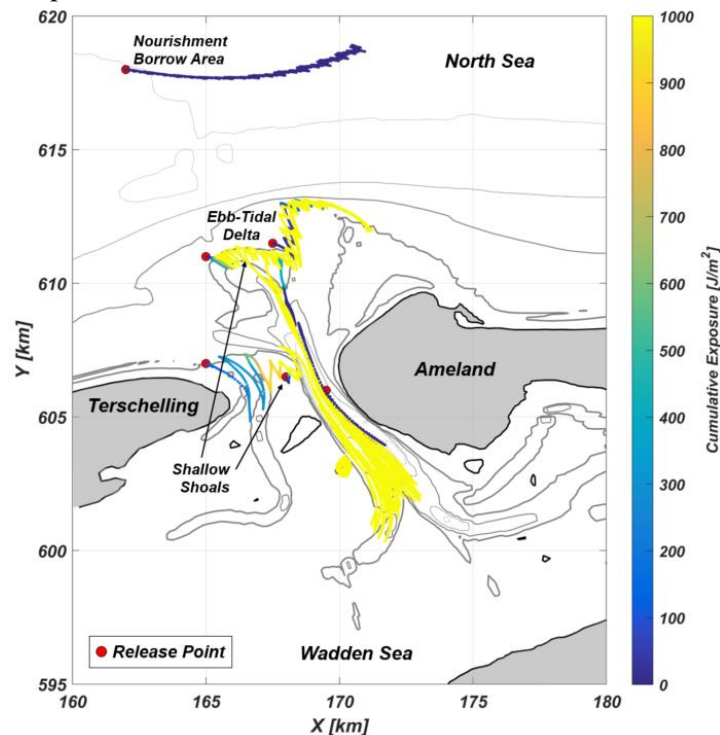 620
615
610
605
600
595
Y [km]
160
165
170
175
180
X [km]
Nourishment
Borrow Area
North Sea
Ebb-Tidal
Delta
Ameland
Terschelling
Shallow
Shoals
Release Point
Wadden Sea
1000
900
800
700
600
500
400
300
200
100
0
Cumulative Exposure [J/m²]